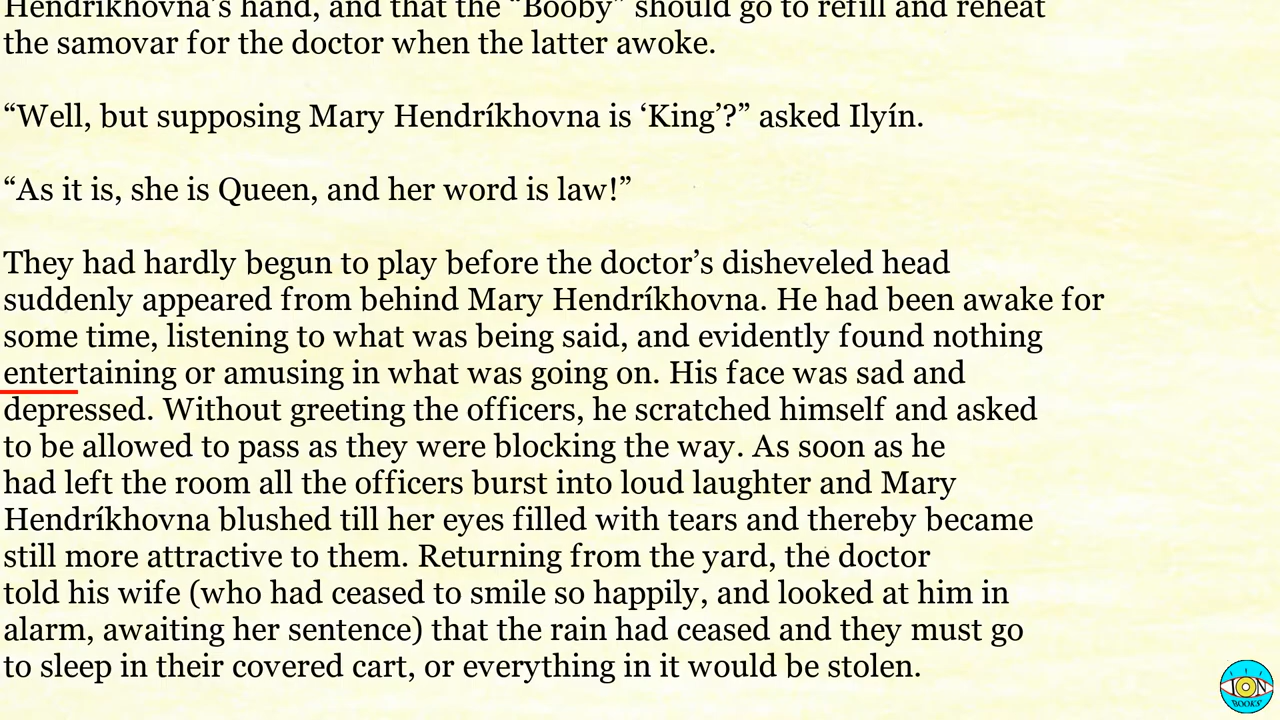 Hendríkhovna’s hand, and that the “Booby” should go to refill and reheat
the samovar for the doctor when the latter awoke.
“Well, but supposing Mary Hendríkhovna is ‘King’?” asked Ilyín.
“As it is, she is Queen, and her word is law!”
They had hardly begun to play before the doctor’s disheveled head
suddenly appeared from behind Mary Hendríkhovna. He had been awake for
some time, listening to what was being said, and evidently found nothing
entertaining or amusing in what was going on. His face was sad and
depressed. Without greeting the officers, he scratched himself and asked
to be allowed to pass as they were blocking the way. As soon as he
had left the room all the officers burst into loud laughter and Mary
Hendríkhovna blushed till her eyes filled with tears and thereby became
still more attractive to them. Returning from the yard, the doctor
told his wife (who had ceased to smile so happily, and looked at him in
alarm, awaiting her sentence) that the rain had ceased and they must go
to sleep in their covered cart, or everything in it would be stolen.
ION
BOOKS